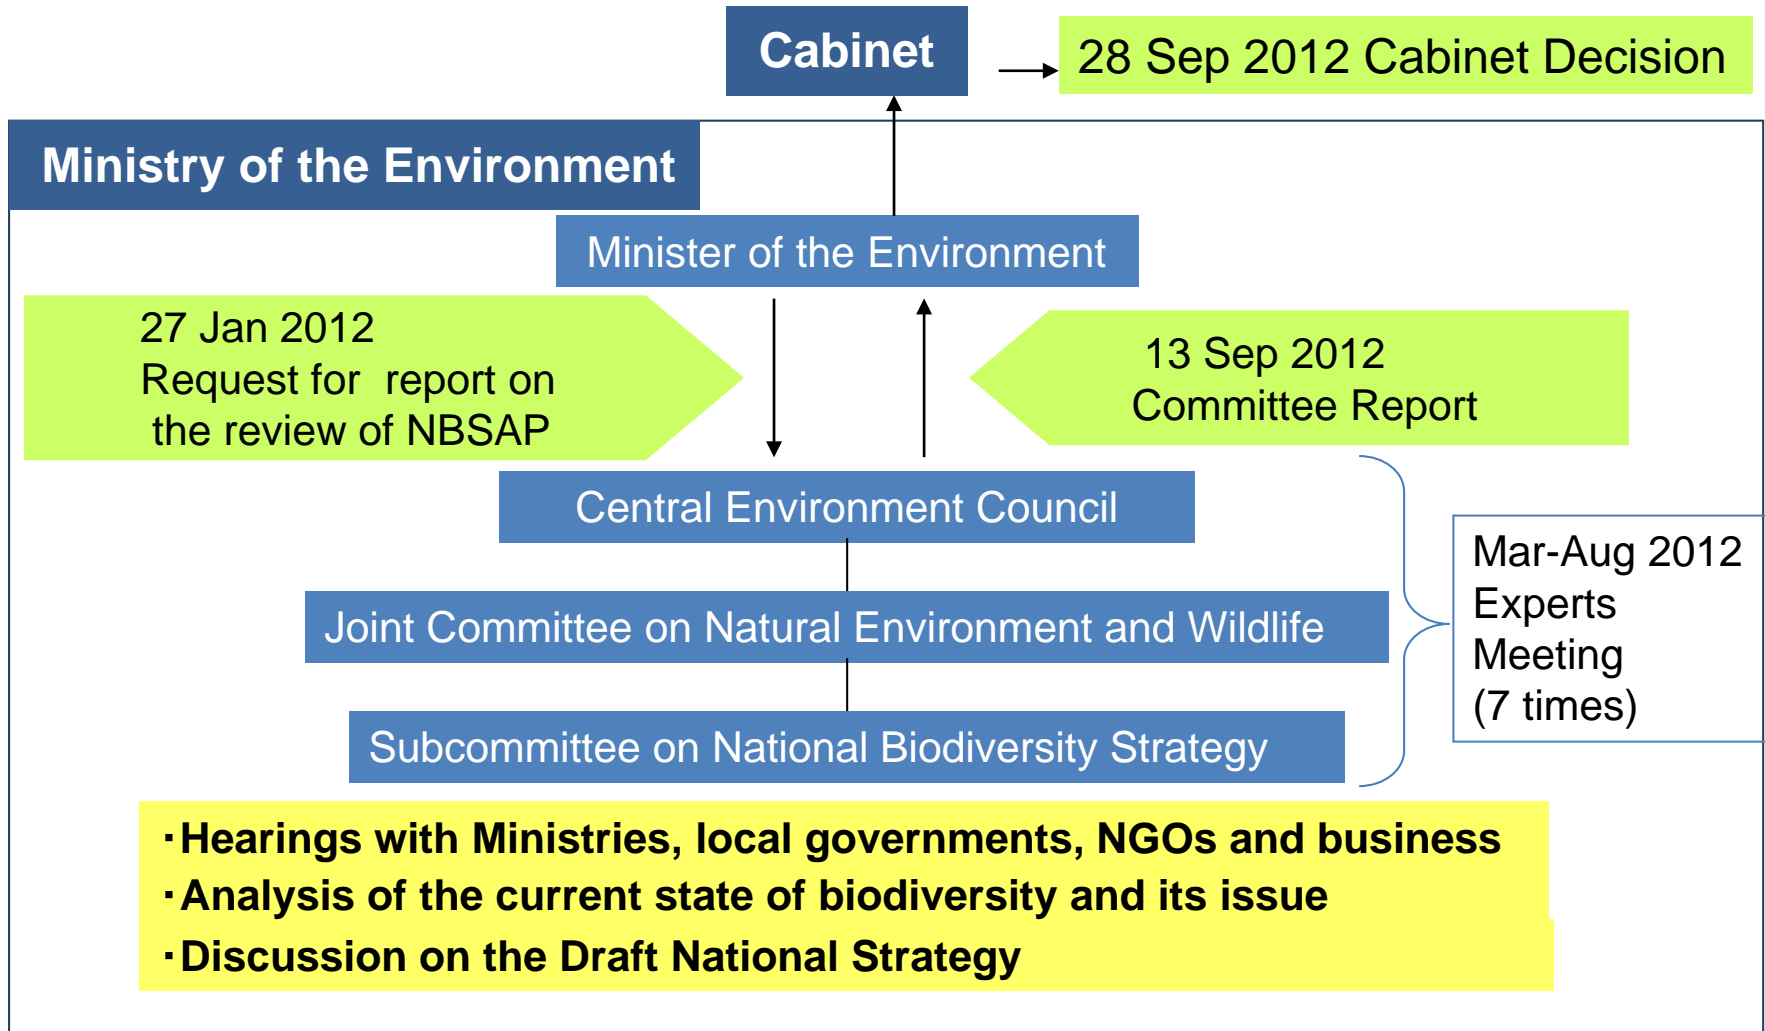 Cabinet
28 Sep 2012 Cabinet Decision
Ministry of the Environment
Minister of the Environment
27 Jan 2012
Request for report on
the review of NBSAP
13 Sep 2012
Committee Report
Central Environment Council
Joint Committee on Natural Environment and Wildlife
Subcommittee on National Biodiversity Strategy
Mar-Aug 2012
Experts
Meeting
(7 times)
・Hearings with Ministries, local governments, NGOs and business
・Analysis of the current state of biodiversity and its issue
・Discussion on the Draft National Strategy